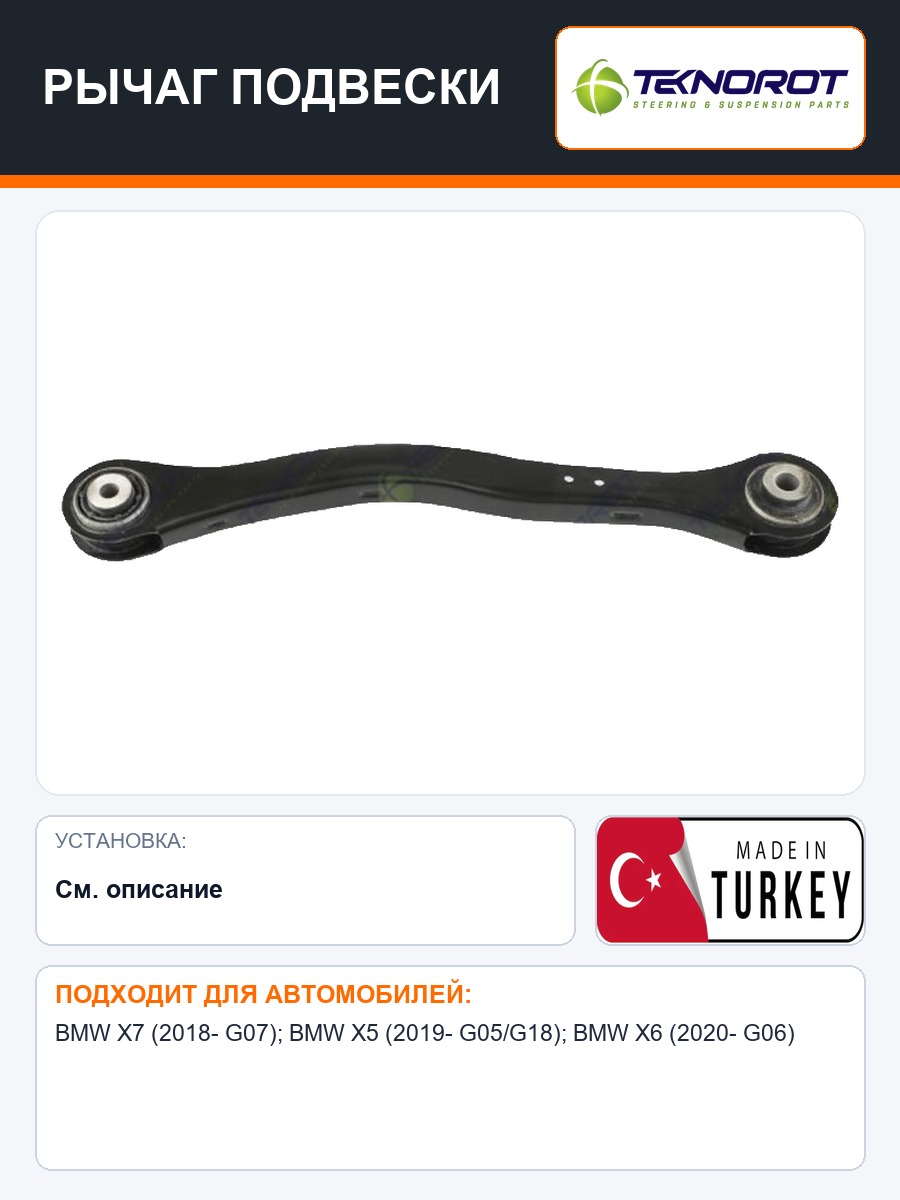 РЫЧАГ ПОДВЕСКИ
TEKNOROT
STEERING & SUSPENSION PARTS
УСТАНОВКА:
См. описание
MADE IN
TURKEY
ПОДХОДИТ ДЛЯ АВТОМОБИЛЕЙ:
BMW X7 (2018- G07); BMW X5 (2019- G05/G18); BMW X6 (2020- G06)